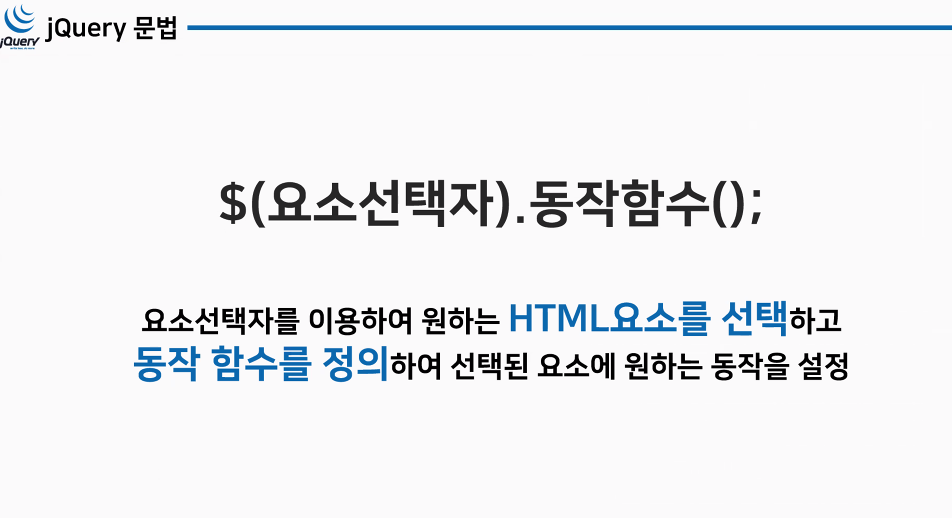 jQuery
jQuery 문법
$(요소선택자).동작함수();
요소선택자를 이용하여 원하는 HTML요소를 선택하고
동작 함수를 정의하여 선택된 요소에 원하는 동작을 설정